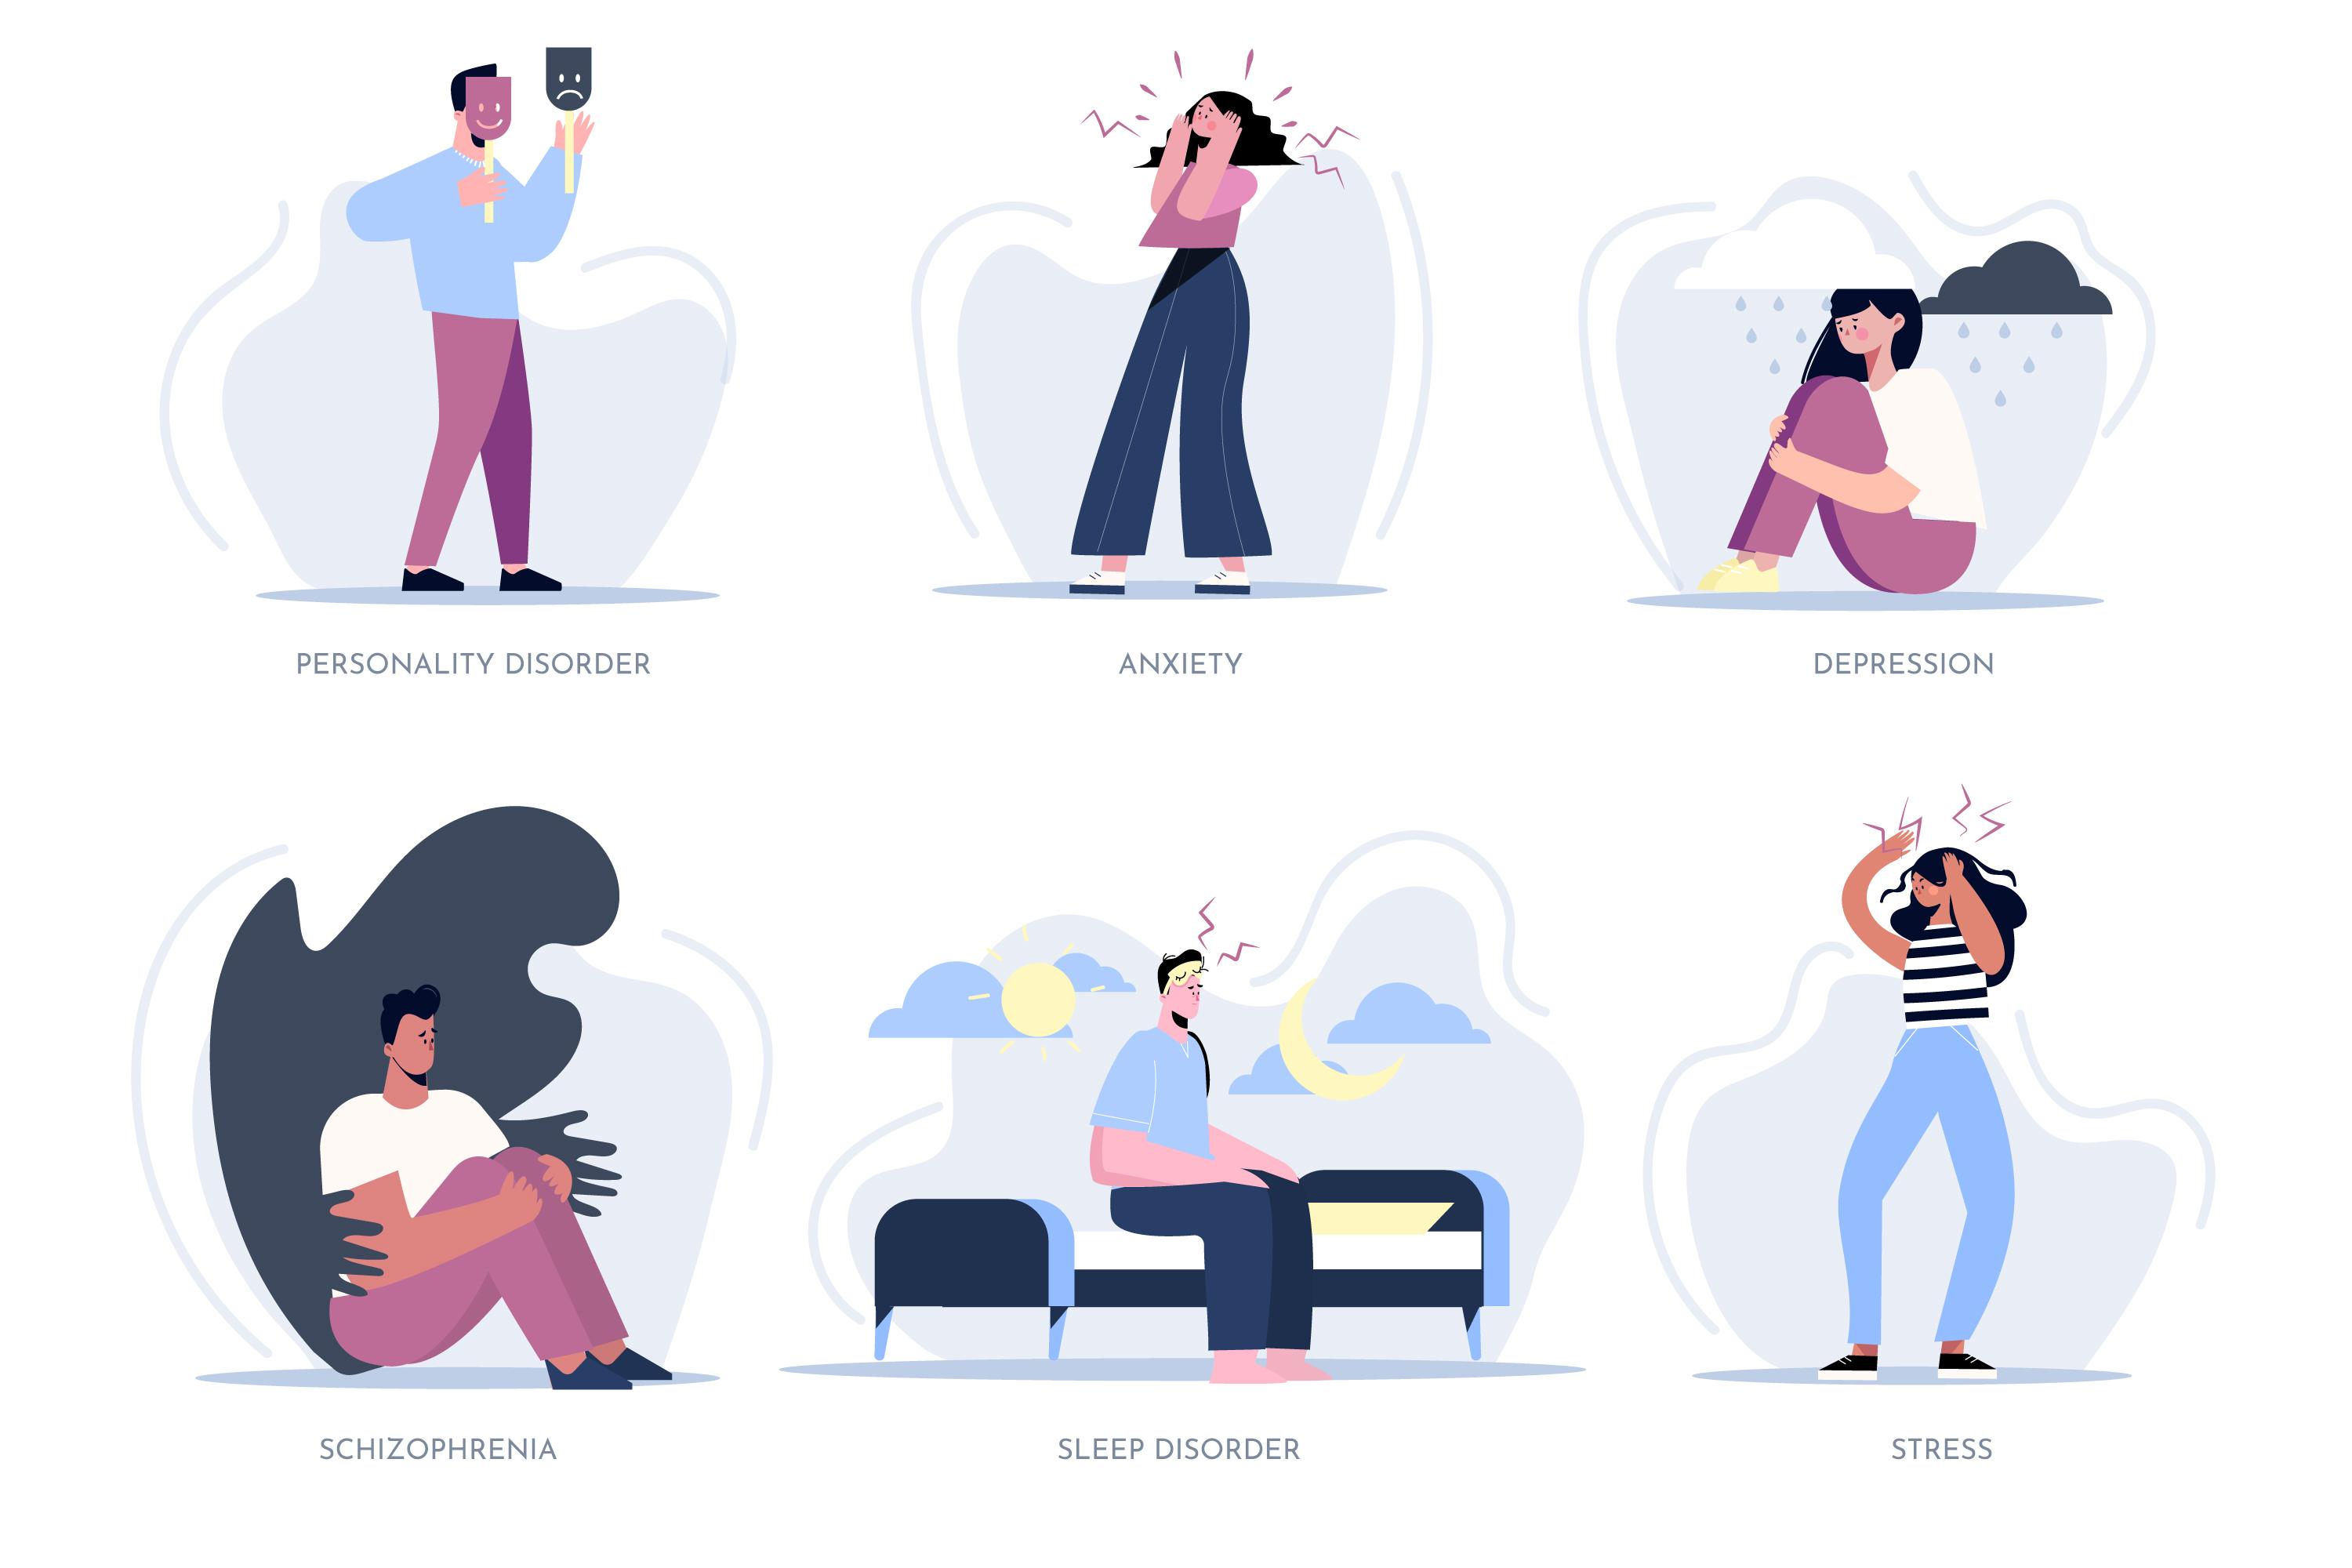 PERSONALITY DISORDER
ANXIETY
DEPRESSION
SCHIZOPHRENIA
SLEEP DISORDER
STRESS